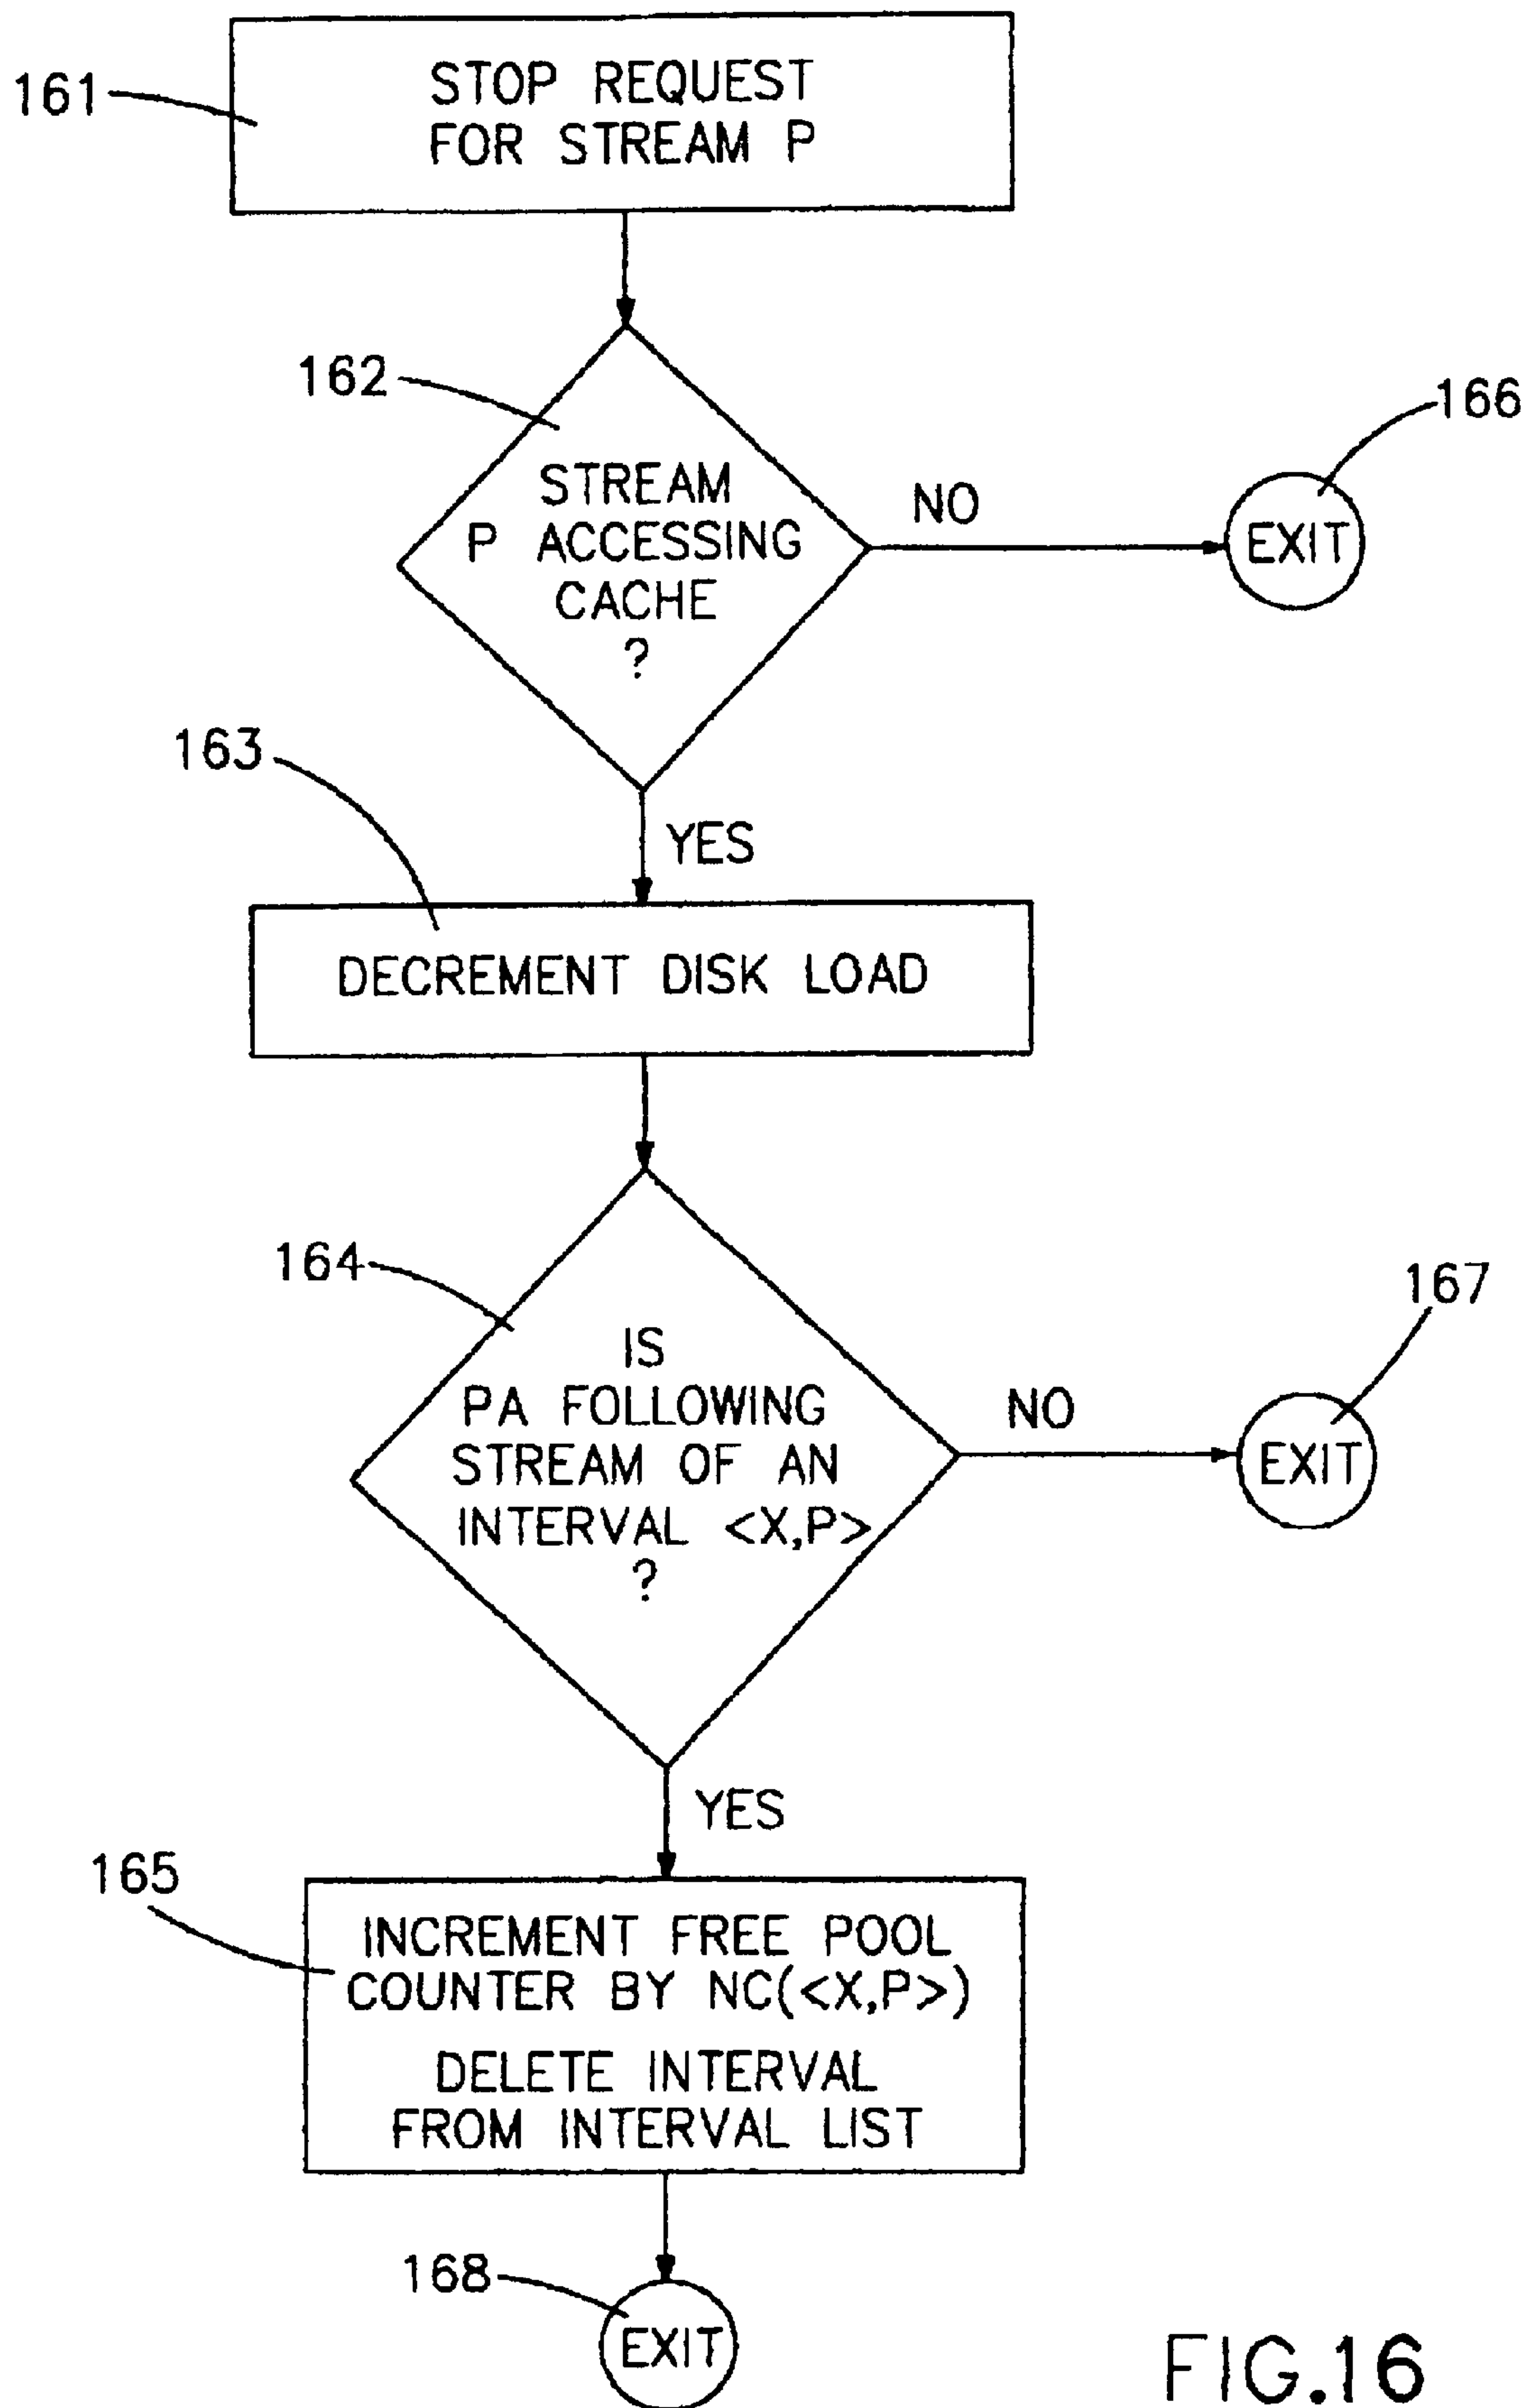 161
STOP REQUEST
FOR STREAM P
162
STREAM
P ACCESSING
CACHE
?
NO
166
EXIT
YES
163
DECREMENT DISK LOAD
164
IS
PA FOLLOWING
STREAM OF AN
INTERVAL <X,P>
?
NO
167
EXIT
YES
165
INCREMENT FREE POOL
COUNTER BY NC(<X,P>)
DELETE INTERVAL
FROM INTERVAL LIST
168
EXIT
FIG.16